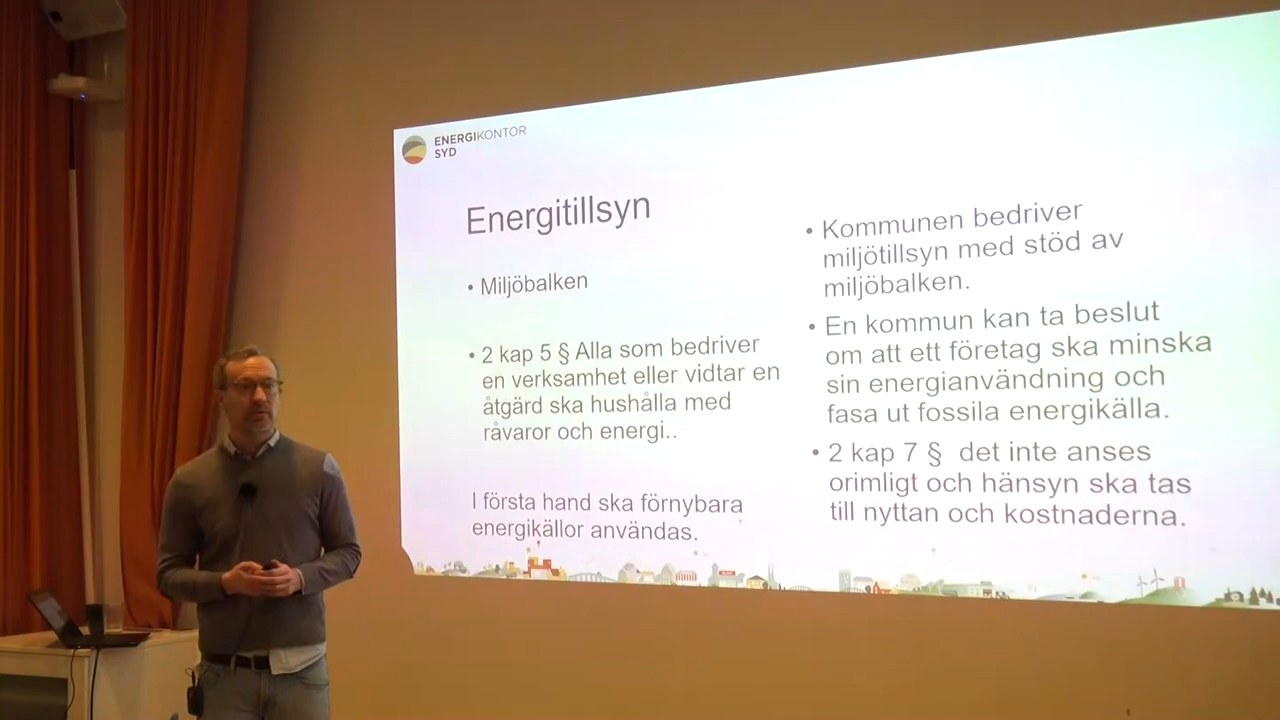 ENERGIKONTOR
SYD
Energitillsyn
• Miljöbalken
• 2 kap 5 § Alla som bedriver
en verksamhet eller vidtar en
åtgärd ska hushålla med
råvaror och energi..
I första hand ska förnybara
energikällor användas.
• Kommunen bedriver
miljötillsyn med stöd av
miljöbalken.
• En kommun kan ta beslut
om att ett företag ska minska
sin energianvändning och
fasa ut fossila energikälla.
• 2 kap 7 § det inte anses
orimligt och hänsyn ska tas
till nyttan och kostnaderna.